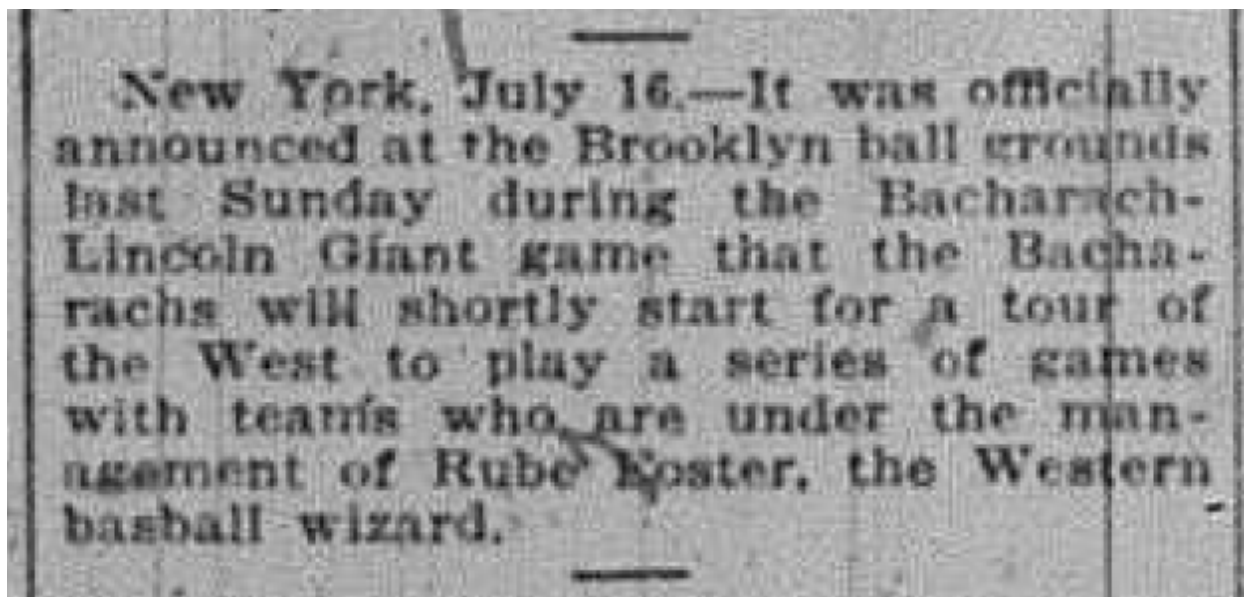 New York, July 16.—It was officially
announced at the Brooklyn ball grounds
last Sunday during the Bacharach-
Lincoln Giant game that the Bacha-
rachs will shortly start for a tour of
the West to play a series of games
with teams who are under the man-
agement of Rube Foster, the Western
basball wizard.